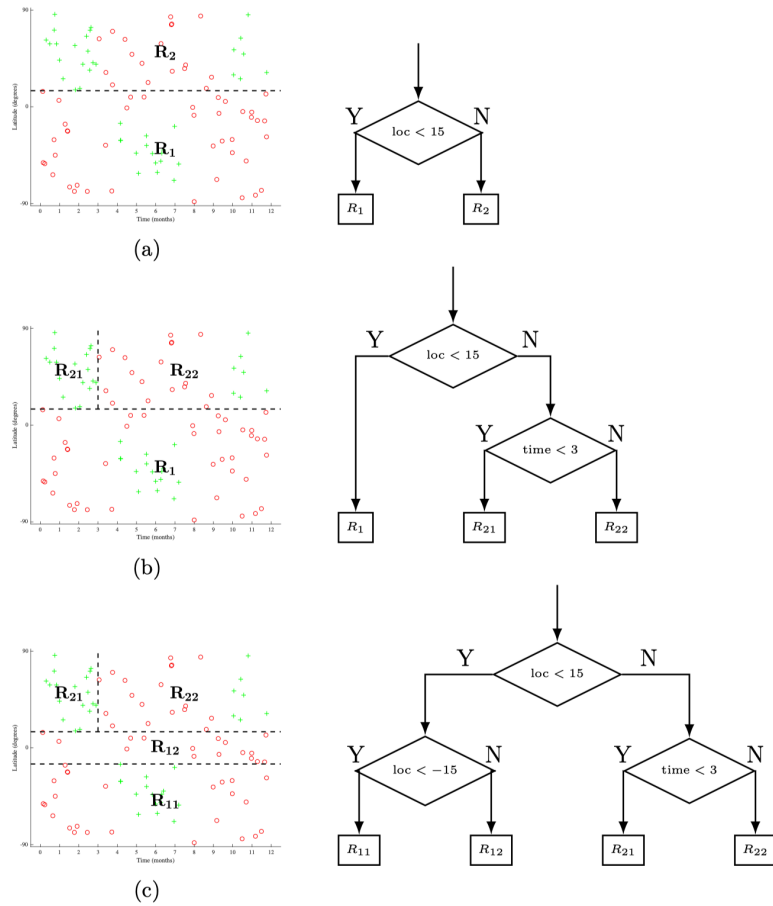 90
R₂
Latitude (degrees)
0
R₁
-90
0 1 2 3 4 5 6 7 8 9 10 11 12
Time (months)
Y N
loc < 15
R₁ R₂
(a)
90
R₂₁ R₂₂
Latitude (degrees)
0
R₁
-90
0 1 2 3 4 5 6 7 8 9 10 11 12
Time (months)
Y N
loc < 15
Y N
time < 3
R₁ R₂₁ R₂₂
(b)
90
R₂₁ R₂₂
Latitude (degrees)
0
R₁₂
R₁₁
-90
0 1 2 3 4 5 6 7 8 9 10 11 12
Time (months)
Y N
loc < 15
Y N Y N
loc < −15 time < 3
R₁₁ R₁₂ R₂₁ R₂₂
(c)